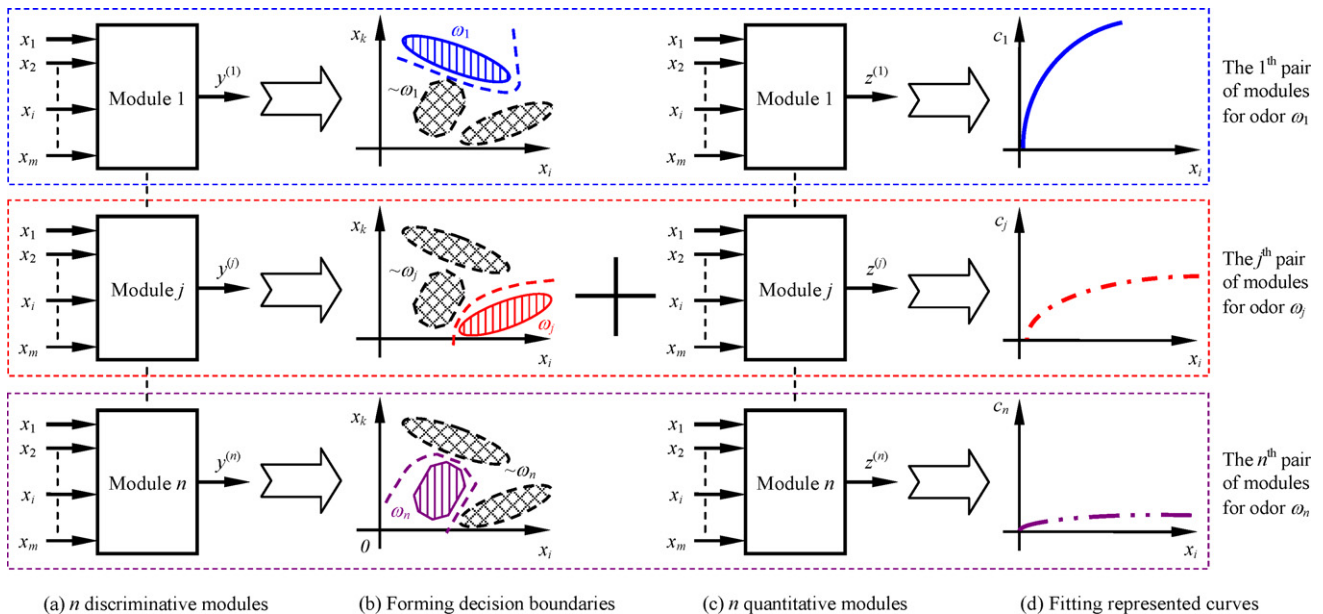 x1
x2
xi
xm
Module 1
y(1)
xk
ω1
~ω1
xi
x1
x2
xi
xm
Module 1
z(1)
c1
xi
The 1th pair
of modules
for odor ω1
x1
x2
xi
xm
Module j
y(j)
xk
~ωj
ωj
xi
x1
x2
xi
xm
Module j
z(j)
cj
xi
The jth pair
of modules
for odor ωj
x1
x2
xi
xm
Module n
y(n)
xk
~ωn
ωn
0
xi
x1
x2
xi
xm
Module n
z(n)
cn
xi
The nth pair
of modules
for odor ωn
(a) n discriminative modules
(b) Forming decision boundaries
(c) n quantitative modules
(d) Fitting represented curves